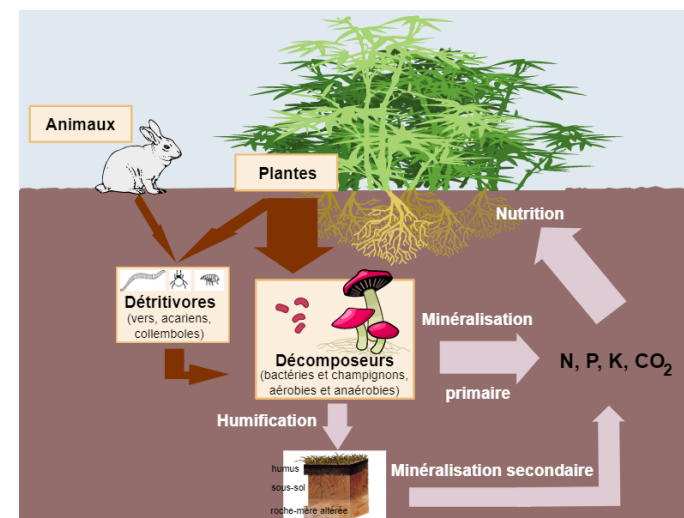 Animaux
Plantes
Nutrition
Détritivores
(vers, acariens,
collemboles)
Décomposeurs
(bactéries et champignons,
aérobies et anaérobies)
Minéralisation
primaire
N, P, K, CO₂
Humification
humus
sous-sol
roche-mère altérée
Minéralisation secondaire